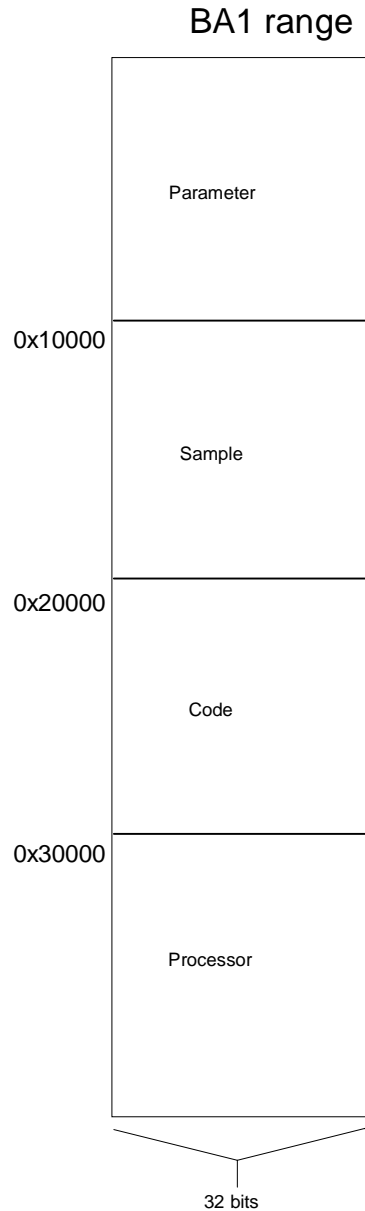 BA1 range
Parameter
0x10000
Sample
0x20000
Code
0x30000
Processor
32 bits